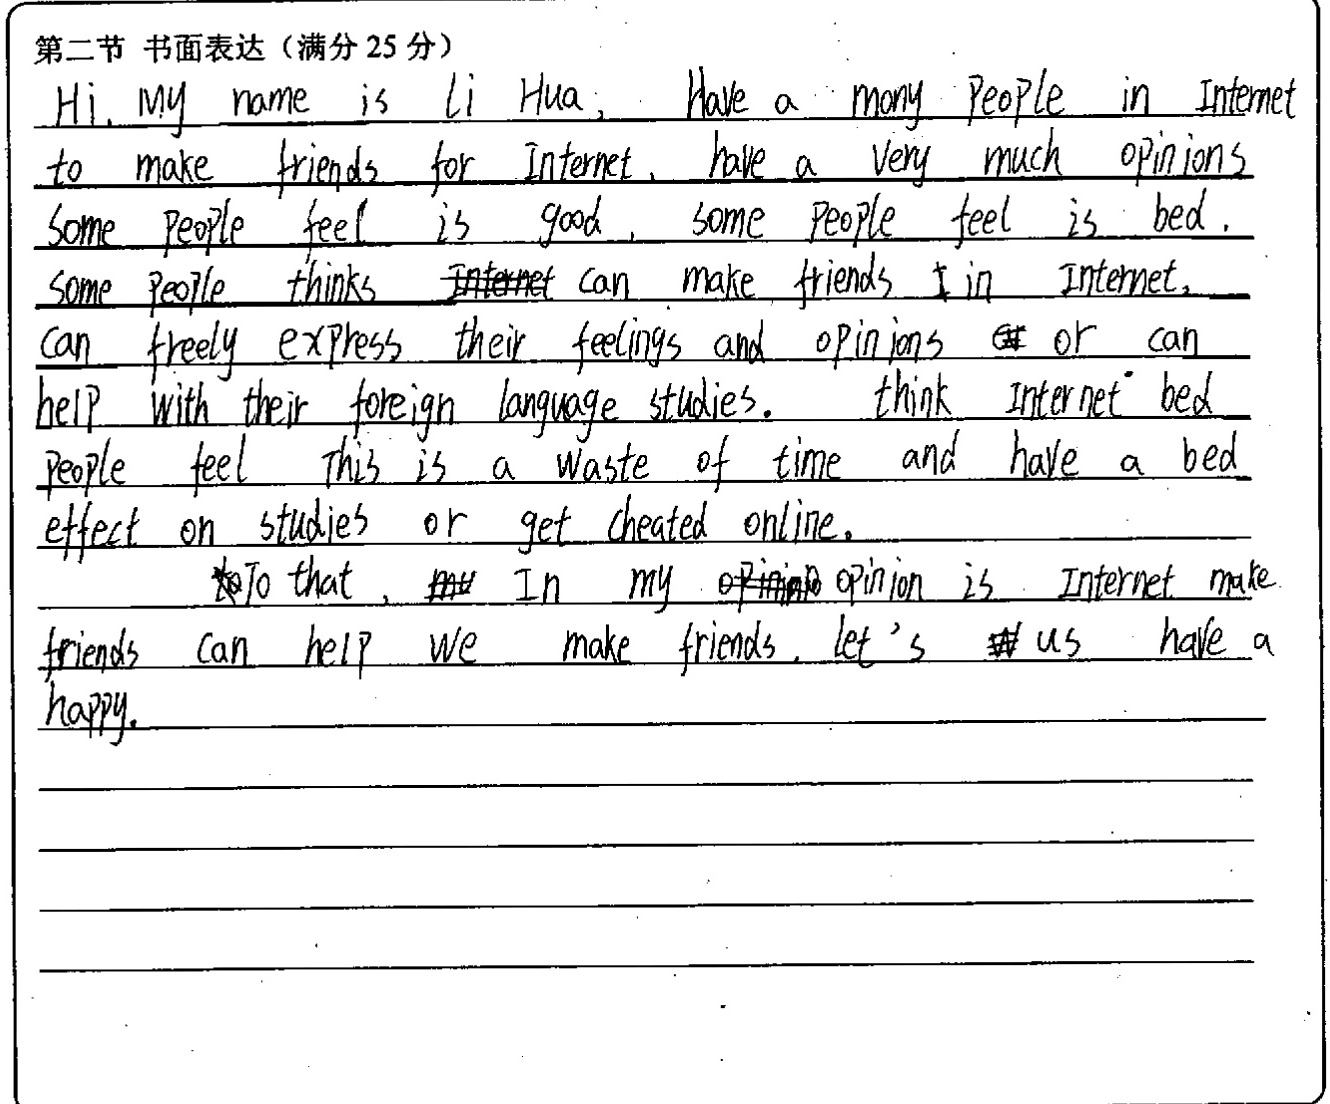 第二节 书面表达（满分 25 分）
Hi. My name is Li Hua, Have a mony People in Internet
to make friends for Internet, have a very much opinions
some people feel is good, some people feel is bed.
some people thinks Internet can make friends I in Internet,
can freely express their feelings and opinions or can
help with their foreign language studies. think Internet bed
people feel This is a waste of time and have a bed
effect on studies or get cheated online.
To that, In my opinion is Internet make
friends can help we make friends. let's us have a
happy.